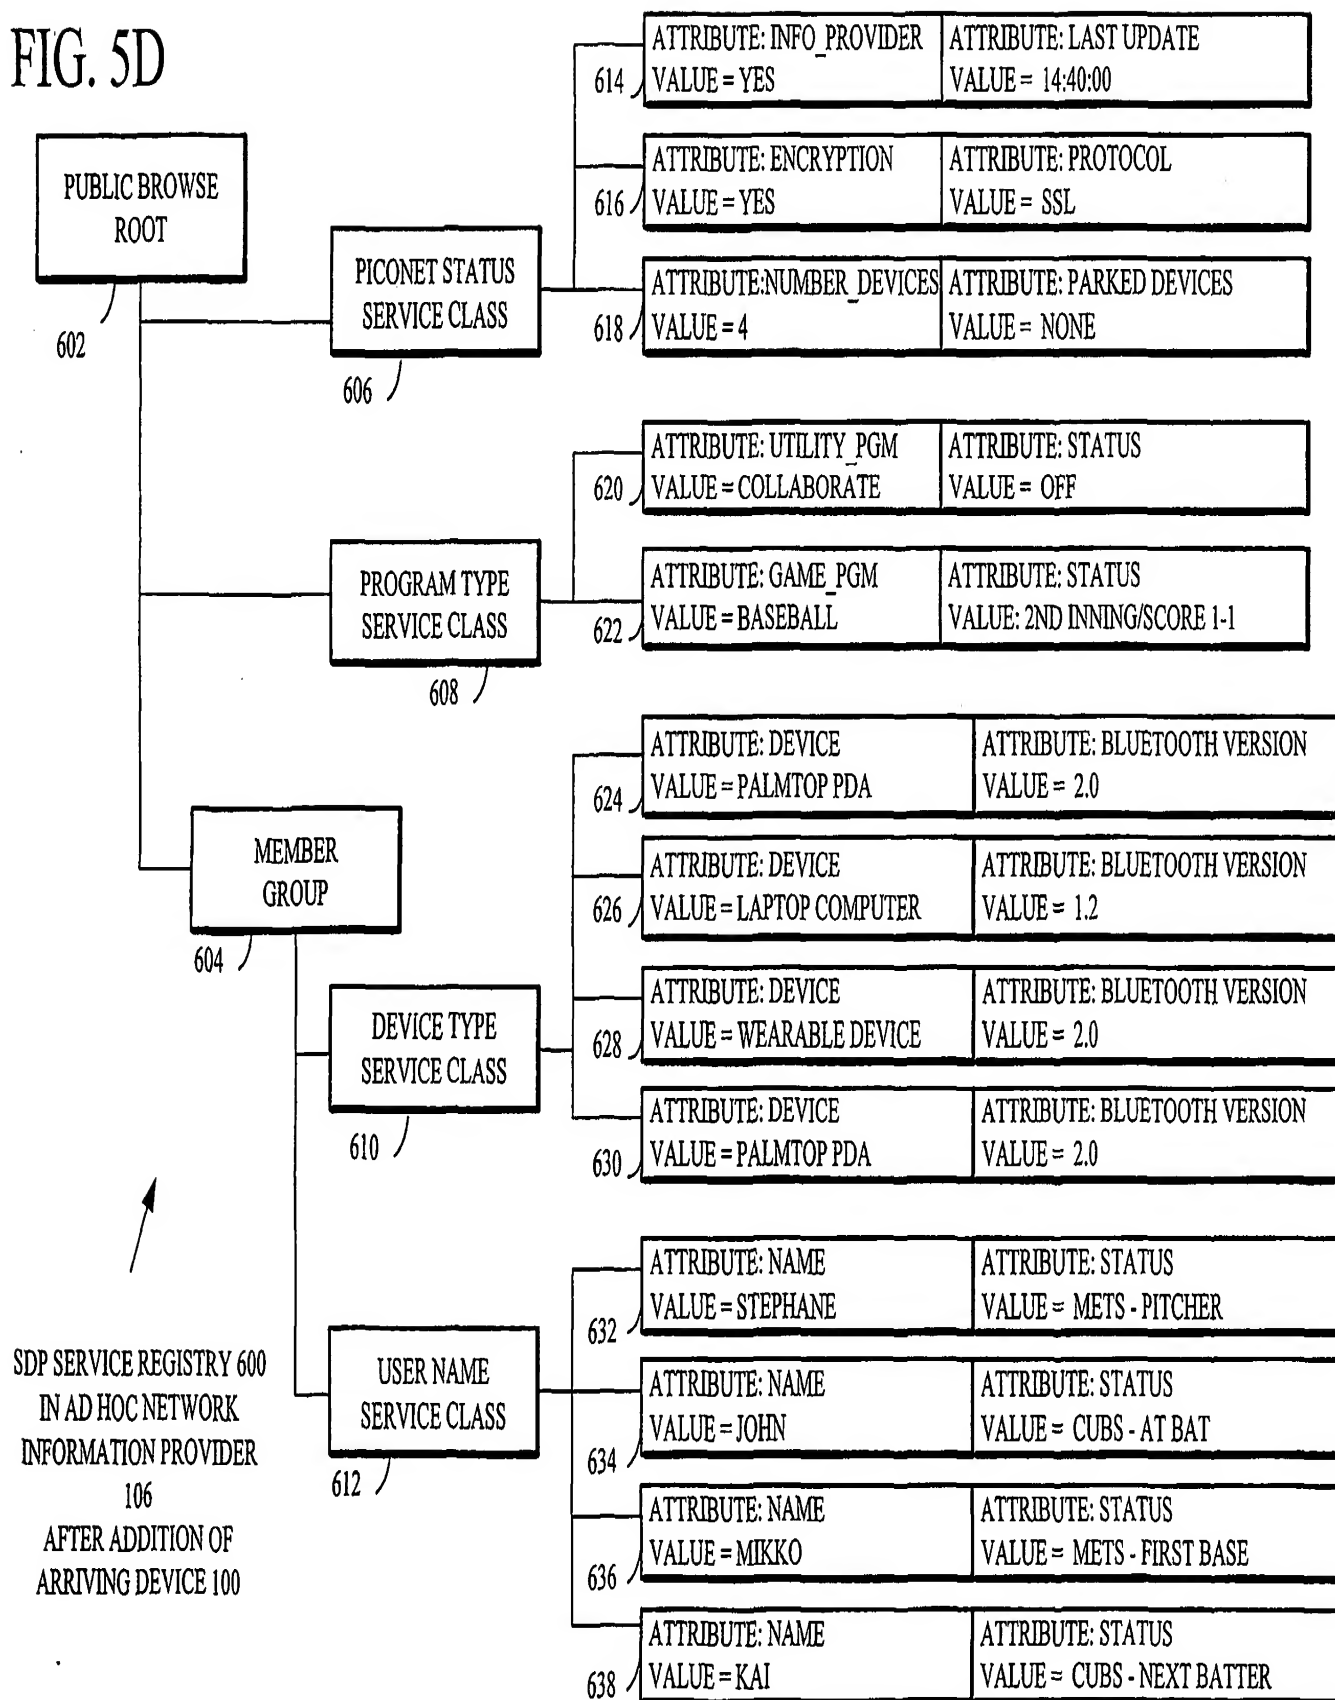 FIG. 5D
PUBLIC BROWSE
ROOT
602
PICONET STATUS
SERVICE CLASS
606
ATTRIBUTE: INFO_PROVIDER
VALUE = YES
ATTRIBUTE: LAST UPDATE
VALUE = 14:40:00
614
ATTRIBUTE: ENCRYPTION
VALUE = YES
ATTRIBUTE: PROTOCOL
VALUE = SSL
616
ATTRIBUTE:NUMBER_DEVICES
VALUE = 4
ATTRIBUTE: PARKED DEVICES
VALUE = NONE
618
PROGRAM TYPE
SERVICE CLASS
608
ATTRIBUTE: UTILITY_PGM
VALUE = COLLABORATE
ATTRIBUTE: STATUS
VALUE = OFF
620
ATTRIBUTE: GAME_PGM
VALUE = BASEBALL
ATTRIBUTE: STATUS
VALUE: 2ND INNING/SCORE 1-1
622
MEMBER
GROUP
604
DEVICE TYPE
SERVICE CLASS
610
ATTRIBUTE: DEVICE
VALUE = PALMTOP PDA
ATTRIBUTE: BLUETOOTH VERSION
VALUE = 2.0
624
ATTRIBUTE: DEVICE
VALUE = LAPTOP COMPUTER
ATTRIBUTE: BLUETOOTH VERSION
VALUE = 1.2
626
ATTRIBUTE: DEVICE
VALUE = WEARABLE DEVICE
ATTRIBUTE: BLUETOOTH VERSION
VALUE = 2.0
628
ATTRIBUTE: DEVICE
VALUE = PALMTOP PDA
ATTRIBUTE: BLUETOOTH VERSION
VALUE = 2.0
630
USER NAME
SERVICE CLASS
612
ATTRIBUTE: NAME
VALUE = STEPHANE
ATTRIBUTE: STATUS
VALUE = METS - PITCHER
632
ATTRIBUTE: NAME
VALUE = JOHN
ATTRIBUTE: STATUS
VALUE = CUBS - AT BAT
634
ATTRIBUTE: NAME
VALUE = MIKKO
ATTRIBUTE: STATUS
VALUE = METS - FIRST BASE
636
ATTRIBUTE: NAME
VALUE = KAI
ATTRIBUTE: STATUS
VALUE = CUBS - NEXT BATTER
638
SDP SERVICE REGISTRY 600
IN AD HOC NETWORK
INFORMATION PROVIDER
106
AFTER ADDITION OF
ARRIVING DEVICE 100